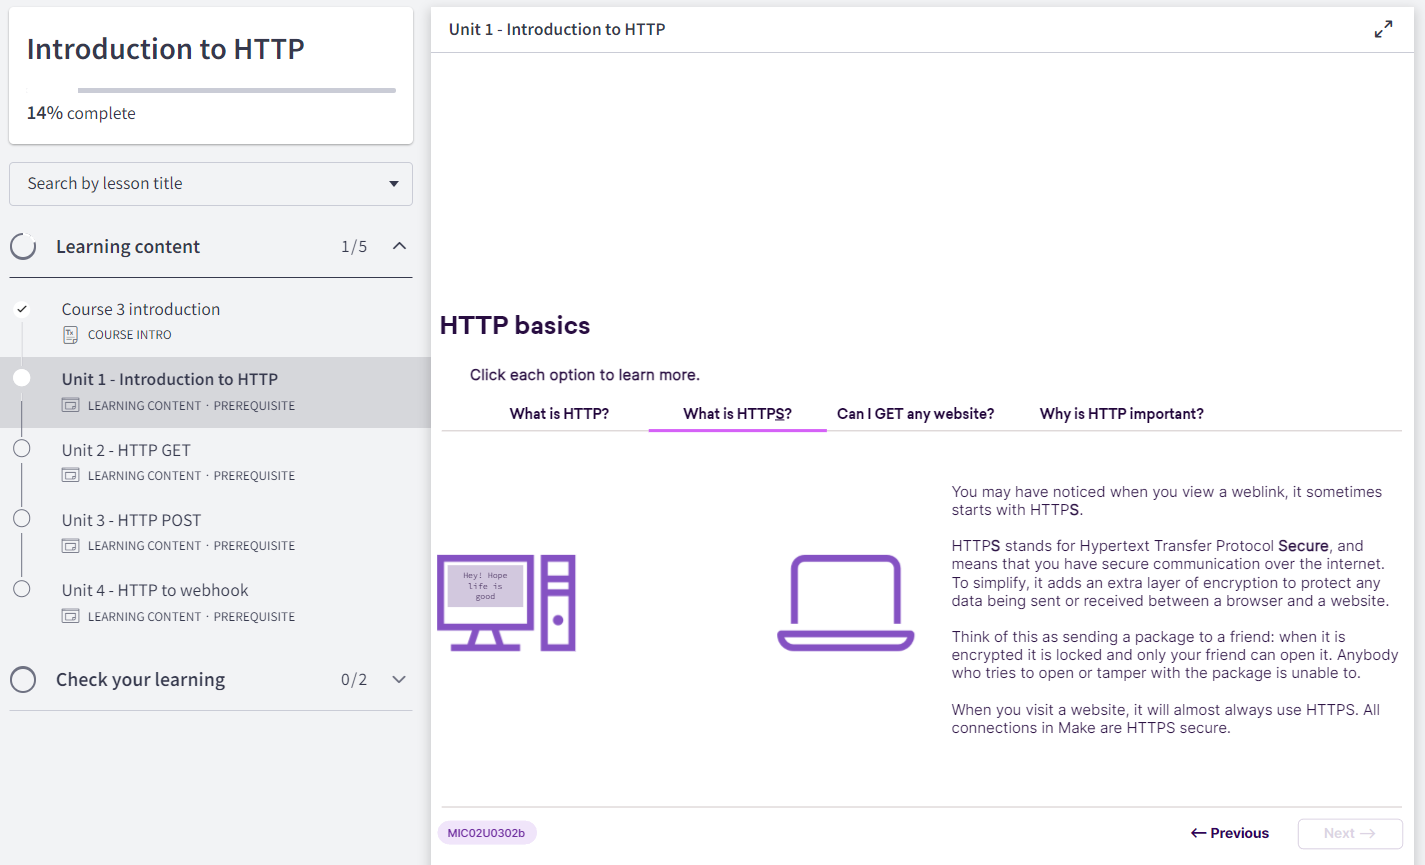 Introduction to HTTP
14% complete
Search by lesson title
Learning content 1/5
Course 3 introduction
COURSE INTRO
Unit 1 - Introduction to HTTP
LEARNING CONTENT · PREREQUISITE
Unit 2 - HTTP GET
LEARNING CONTENT · PREREQUISITE
Unit 3 - HTTP POST
LEARNING CONTENT · PREREQUISITE
Unit 4 - HTTP to webhook
LEARNING CONTENT · PREREQUISITE
Check your learning 0/2
Unit 1 - Introduction to HTTP
HTTP basics
Click each option to learn more.
What is HTTP? What is HTTPS? Can I GET any website? Why is HTTP important?
Hey! Hope
life is
good
You may have noticed when you view a weblink, it sometimes
starts with HTTPS.
HTTPS stands for Hypertext Transfer Protocol Secure, and
means that you have secure communication over the internet.
To simplify, it adds an extra layer of encryption to protect any
data being sent or received between a browser and a website.
Think of this as sending a package to a friend: when it is
encrypted it is locked and only your friend can open it. Anybody
who tries to open or tamper with the package is unable to.
When you visit a website, it will almost always use HTTPS. All
connections in Make are HTTPS secure.
MIC02U0302b
← Previous Next →